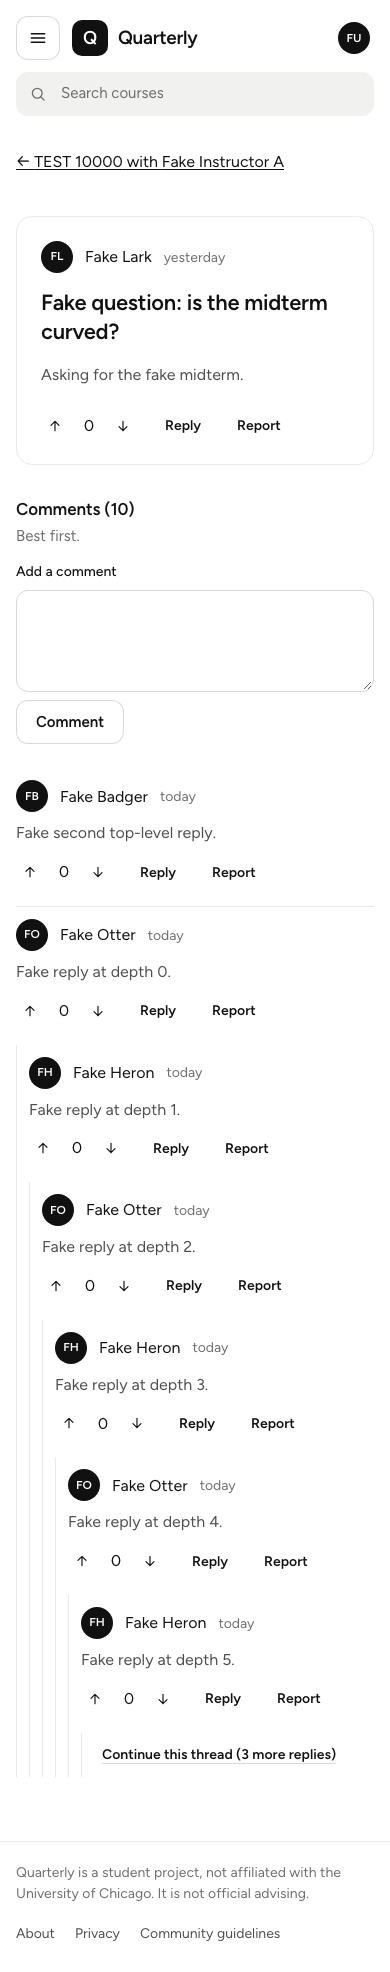 Q Quarterly FU
Search courses
← TEST 10000 with Fake Instructor A
FL Fake Lark yesterday
Fake question: is the midterm
curved?
Asking for the fake midterm.
↑ 0 ↓ Reply Report
Comments (10)
Best first.
Add a comment
Comment
FB Fake Badger today
Fake second top-level reply.
↑ 0 ↓ Reply Report
FO Fake Otter today
Fake reply at depth 0.
↑ 0 ↓ Reply Report
FH Fake Heron today
Fake reply at depth 1.
↑ 0 ↓ Reply Report
FO Fake Otter today
Fake reply at depth 2.
↑ 0 ↓ Reply Report
FH Fake Heron today
Fake reply at depth 3.
↑ 0 ↓ Reply Report
FO Fake Otter today
Fake reply at depth 4.
↑ 0 ↓ Reply Report
FH Fake Heron today
Fake reply at depth 5.
↑ 0 ↓ Reply Report
Continue this thread (3 more replies)
Quarterly is a student project, not affiliated with the
University of Chicago. It is not official advising.
About Privacy Community guidelines